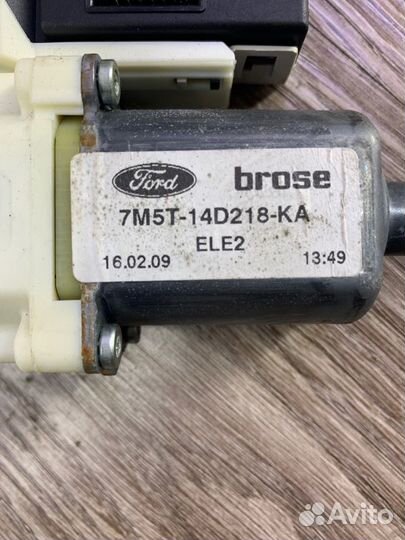 Ford brose
7M5T-14D218-KA
ELE2
16.02.09 13:49
Avito